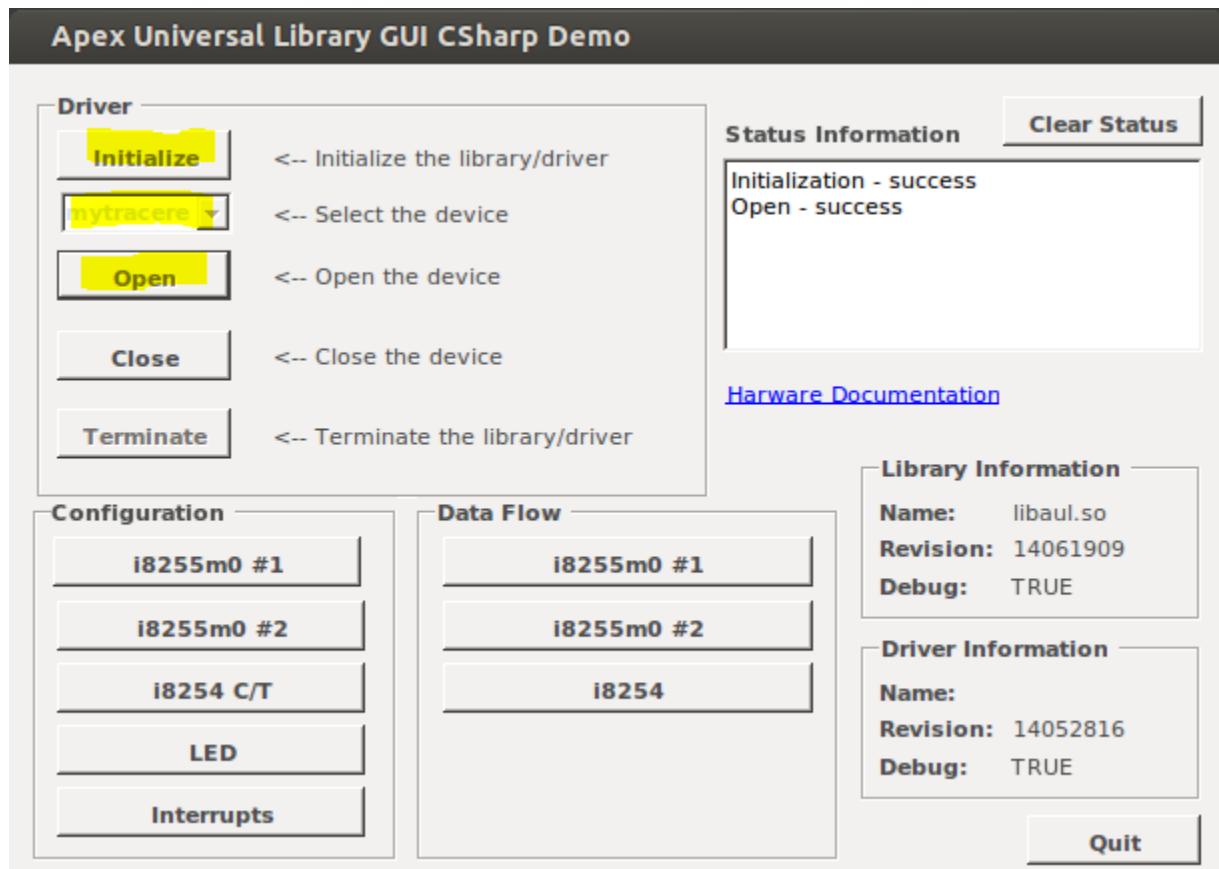 Apex Universal Library GUI CSharp Demo
Driver
Initialize <-- Initialize the library/driver
mytracere <-- Select the device
Open <-- Open the device
Close <-- Close the device
Terminate <-- Terminate the library/driver
Status Information
Clear Status
Initialization - success
Open - success
Harware Documentation
Configuration
i8255m0 #1
i8255m0 #2
i8254 C/T
LED
Interrupts
Data Flow
i8255m0 #1
i8255m0 #2
i8254
Library Information
Name: libaul.so
Revision: 14061909
Debug: TRUE
Driver Information
Name:
Revision: 14052816
Debug: TRUE
Quit